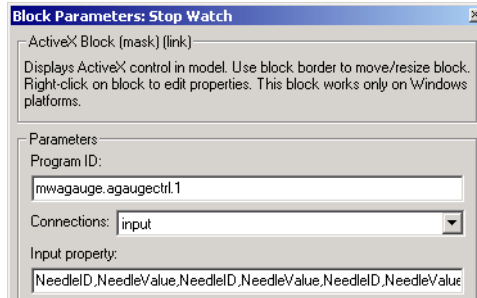 Block Parameters: Stop Watch
ActiveX Block (mask) (link)
Displays ActiveX control in model. Use block border to move/resize block.
Right-click on block to edit properties. This block works only on Windows
platforms.
Parameters
Program ID:
mwagauge.agaugectrl.1
Connections: input
Input property:
NeedleID,NeedleValue,NeedleID,NeedleValue,NeedleID,NeedleValue